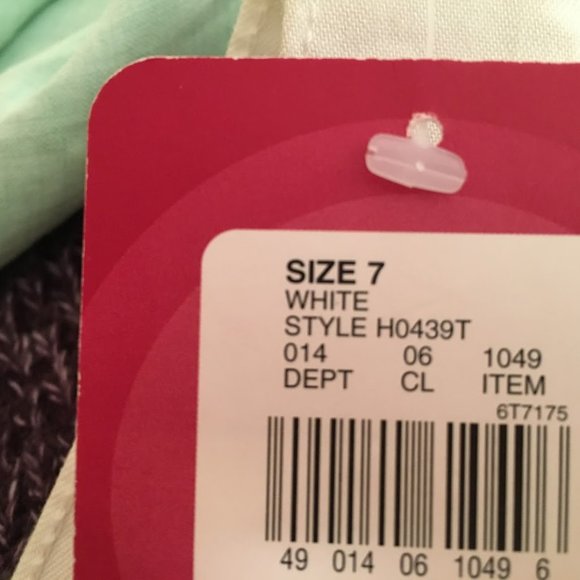 SIZE 7
WHITE
STYLE H0439T
014 06 1049
DEPT CL ITEM
6T7175
49 014 06 1049 6